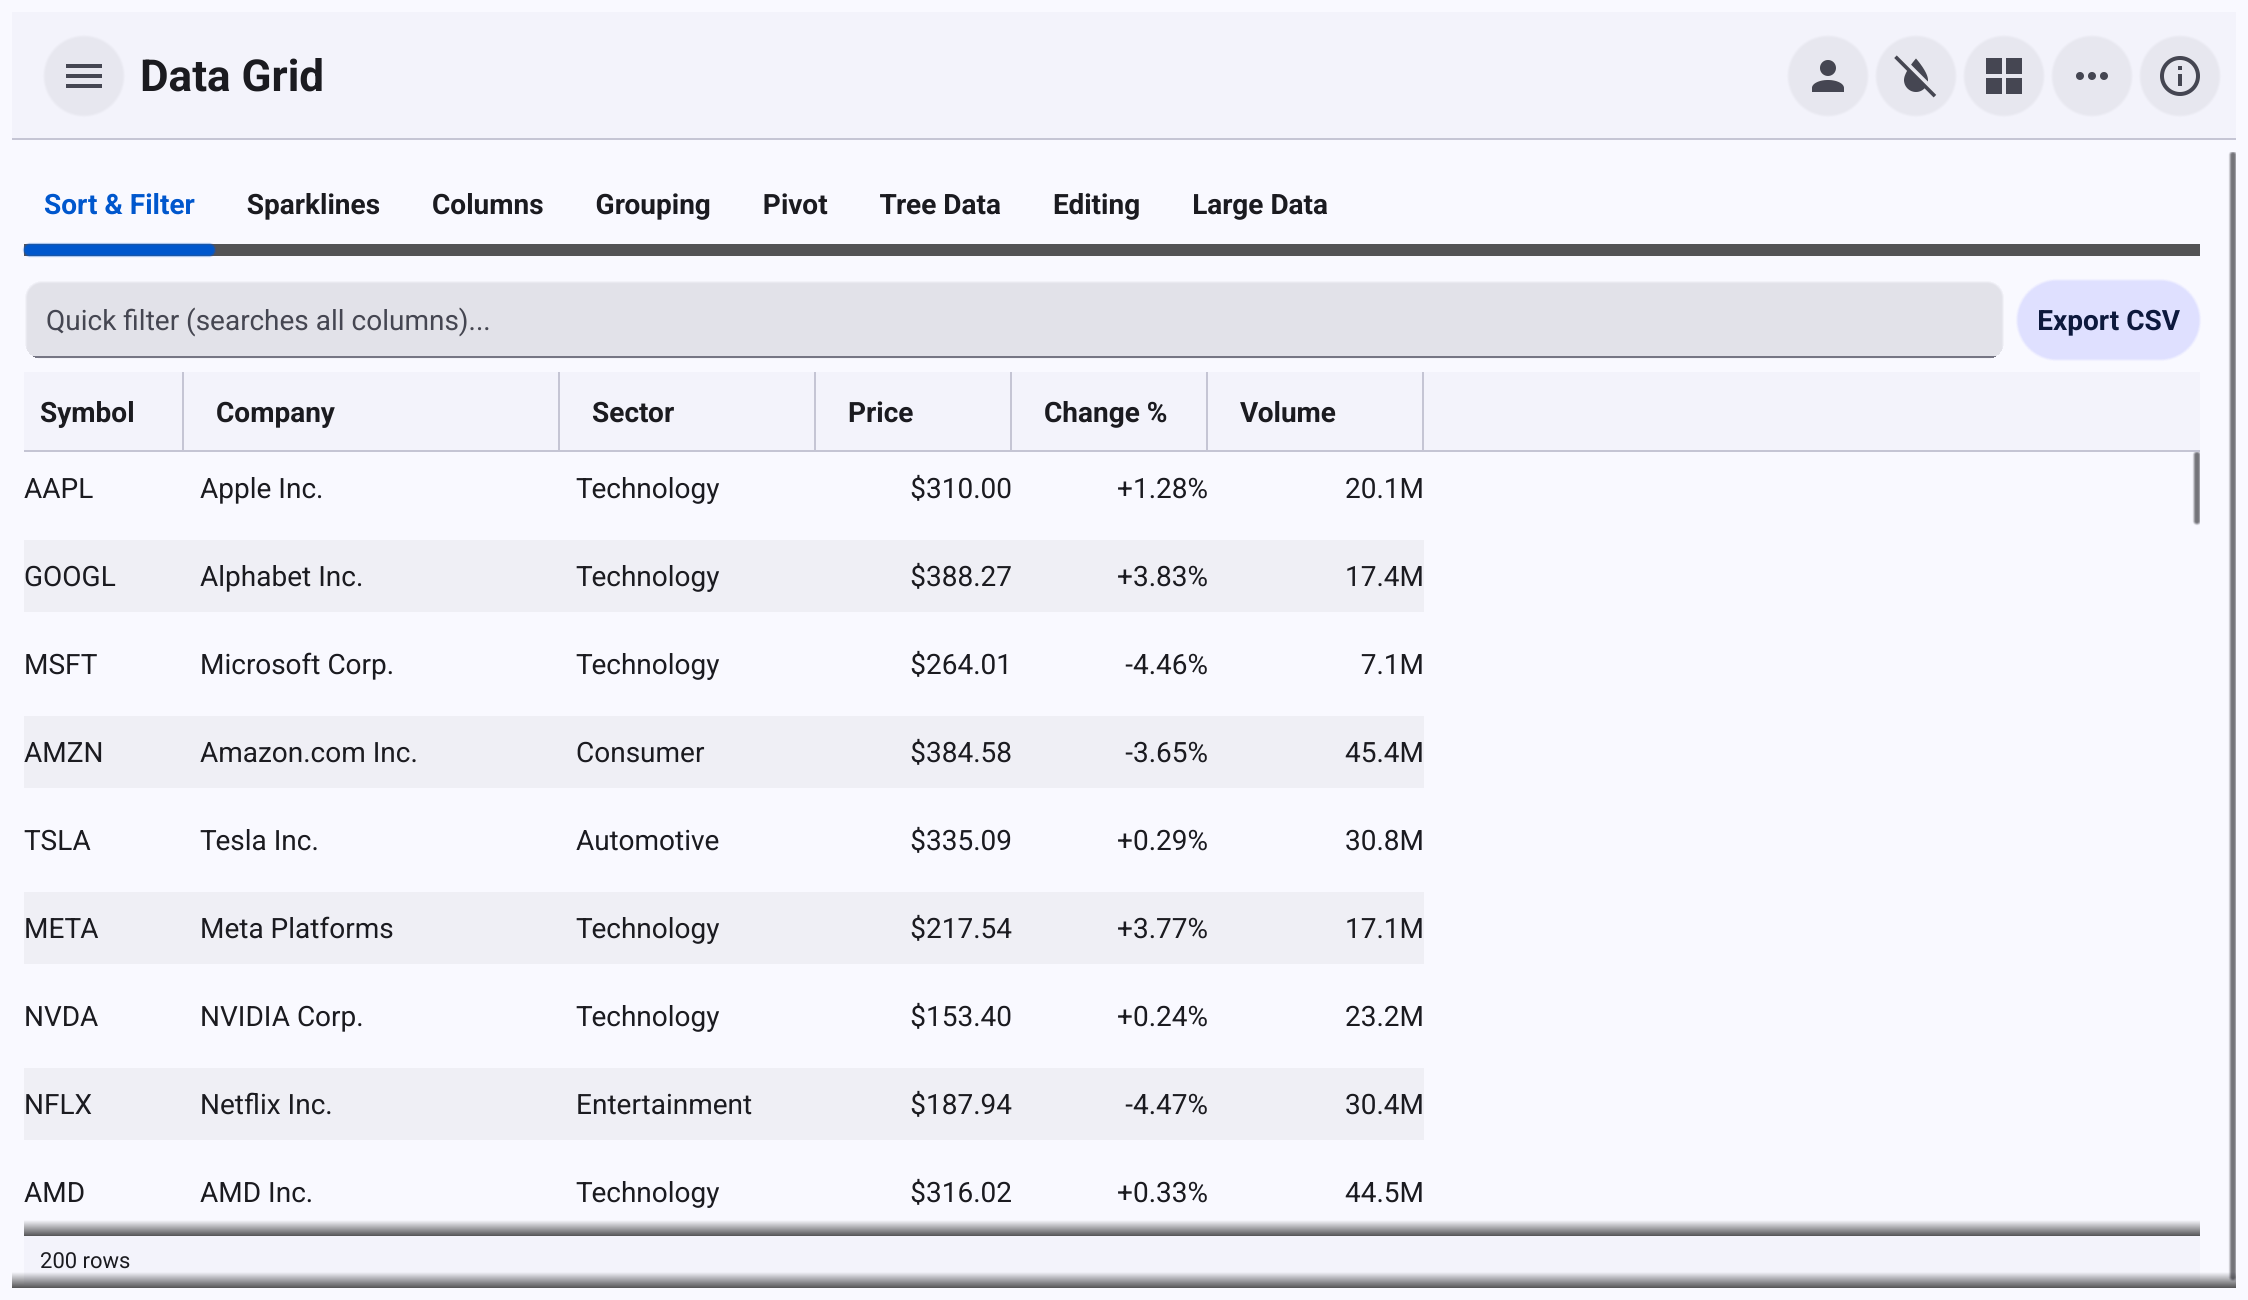 Data Grid
Sort & Filter Sparklines Columns Grouping Pivot Tree Data Editing Large Data
Quick filter (searches all columns)... Export CSV
Symbol Company Sector Price Change % Volume
AAPL Apple Inc. Technology $310.00 +1.28% 20.1M
GOOGL Alphabet Inc. Technology $388.27 +3.83% 17.4M
MSFT Microsoft Corp. Technology $264.01 -4.46% 7.1M
AMZN Amazon.com Inc. Consumer $384.58 -3.65% 45.4M
TSLA Tesla Inc. Automotive $335.09 +0.29% 30.8M
META Meta Platforms Technology $217.54 +3.77% 17.1M
NVDA NVIDIA Corp. Technology $153.40 +0.24% 23.2M
NFLX Netflix Inc. Entertainment $187.94 -4.47% 30.4M
AMD AMD Inc. Technology $316.02 +0.33% 44.5M
200 rows